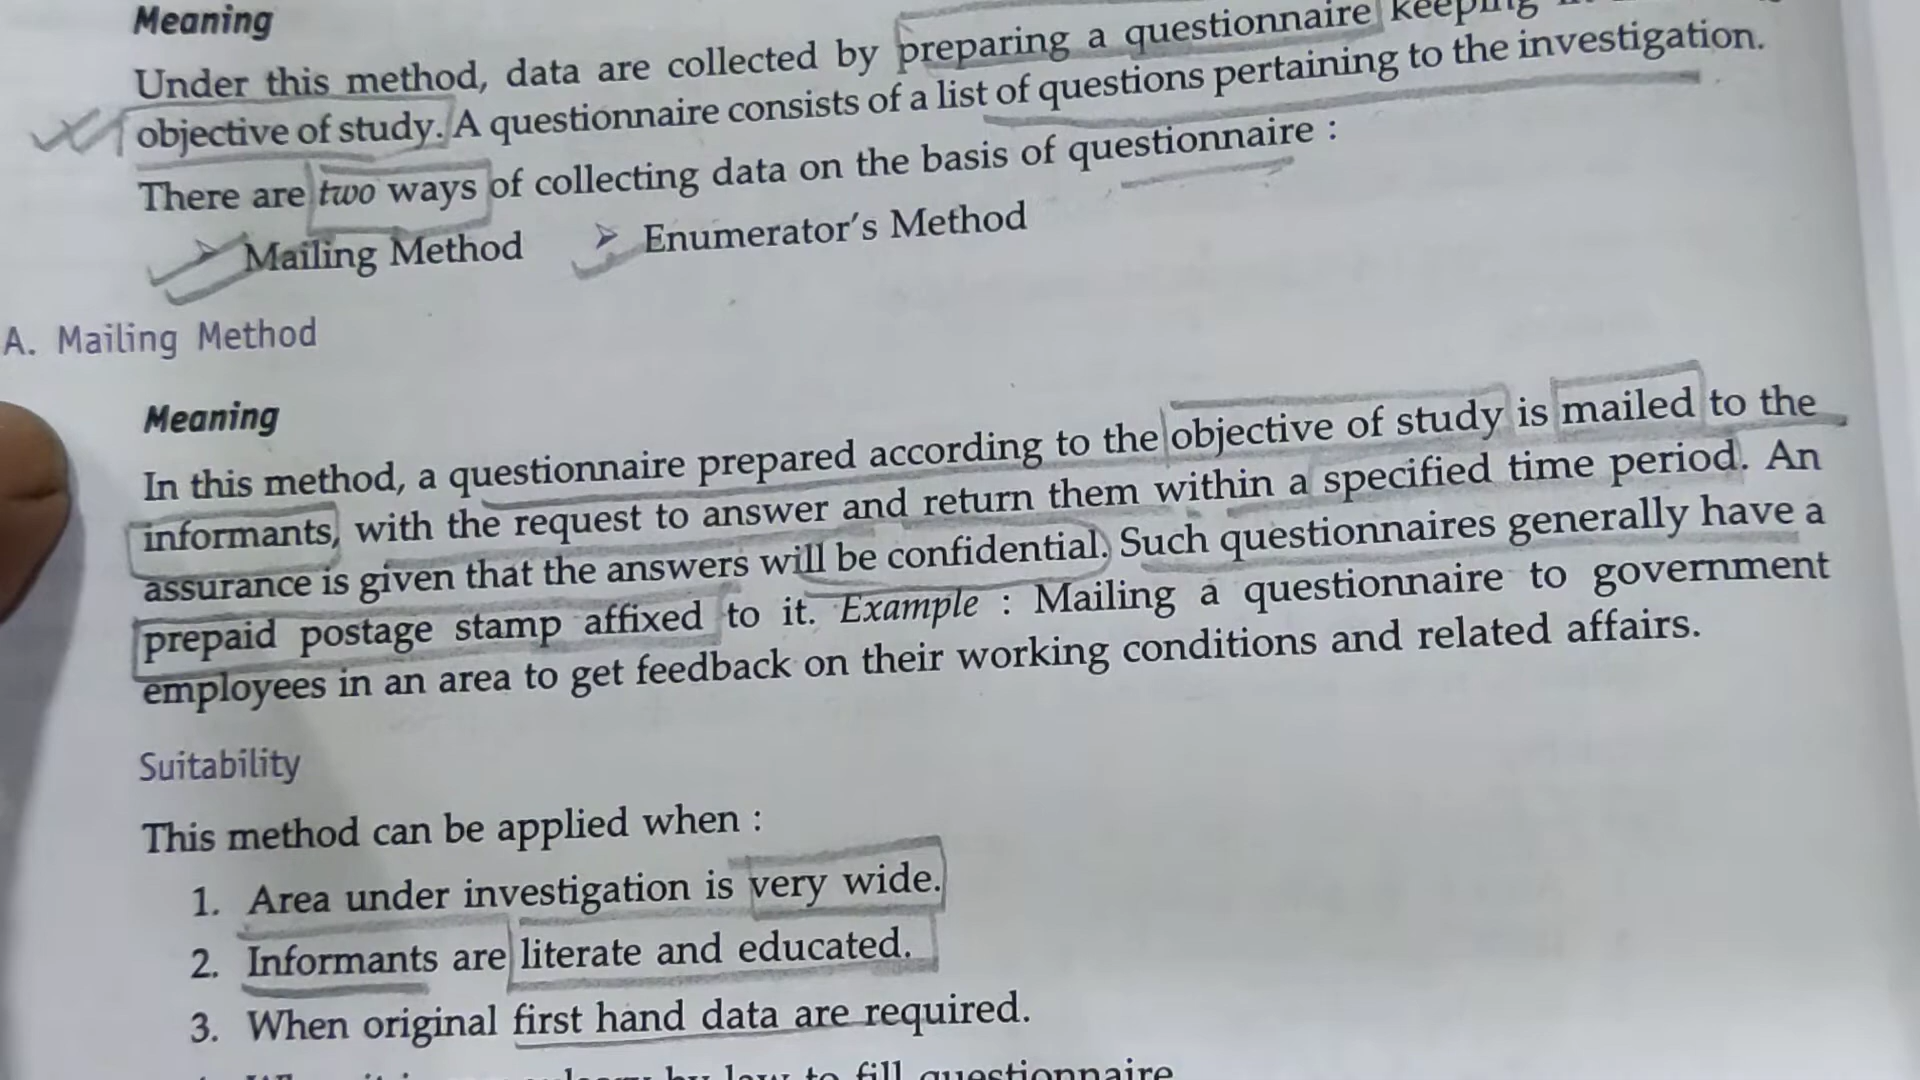 Meaning
Under this method, data are collected by preparing a questionnaire keeping
objective of study. A questionnaire consists of a list of questions pertaining to the investigation.
There are two ways of collecting data on the basis of questionnaire :
➢ Mailing Method ➢ Enumerator's Method
A. Mailing Method
Meaning
In this method, a questionnaire prepared according to the objective of study is mailed to the
informants, with the request to answer and return them within a specified time period. An
assurance is given that the answers will be confidential. Such questionnaires generally have a
prepaid postage stamp affixed to it. Example : Mailing a questionnaire to government
employees in an area to get feedback on their working conditions and related affairs.
Suitability
This method can be applied when :
1. Area under investigation is very wide.
2. Informants are literate and educated.
3. When original first hand data are required.
by law to fill questionnaire